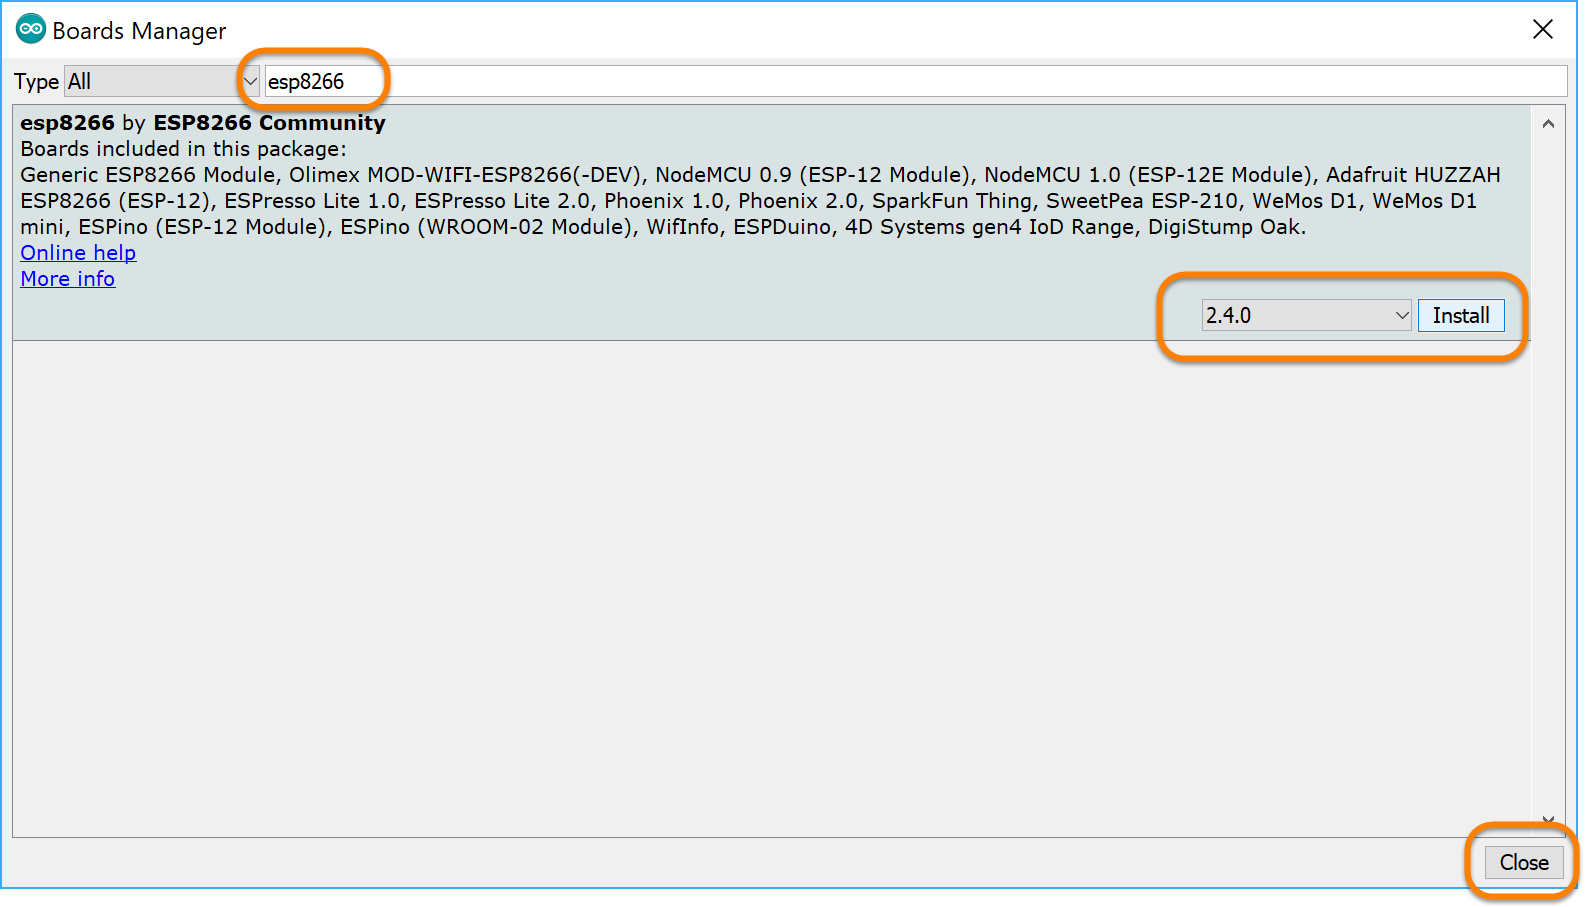 Boards Manager
Type All esp8266
esp8266 by ESP8266 Community
Boards included in this package:
Generic ESP8266 Module, Olimex MOD-WIFI-ESP8266(-DEV), NodeMCU 0.9 (ESP-12 Module), NodeMCU 1.0 (ESP-12E Module), Adafruit HUZZAH
ESP8266 (ESP-12), ESPresso Lite 1.0, ESPresso Lite 2.0, Phoenix 1.0, Phoenix 2.0, SparkFun Thing, SweetPea ESP-210, WeMos D1, WeMos D1
mini, ESPino (ESP-12 Module), ESPino (WROOM-02 Module), WifInfo, ESPDuino, 4D Systems gen4 IoD Range, DigiStump Oak.
Online help
More info
2.4.0 Install
Close